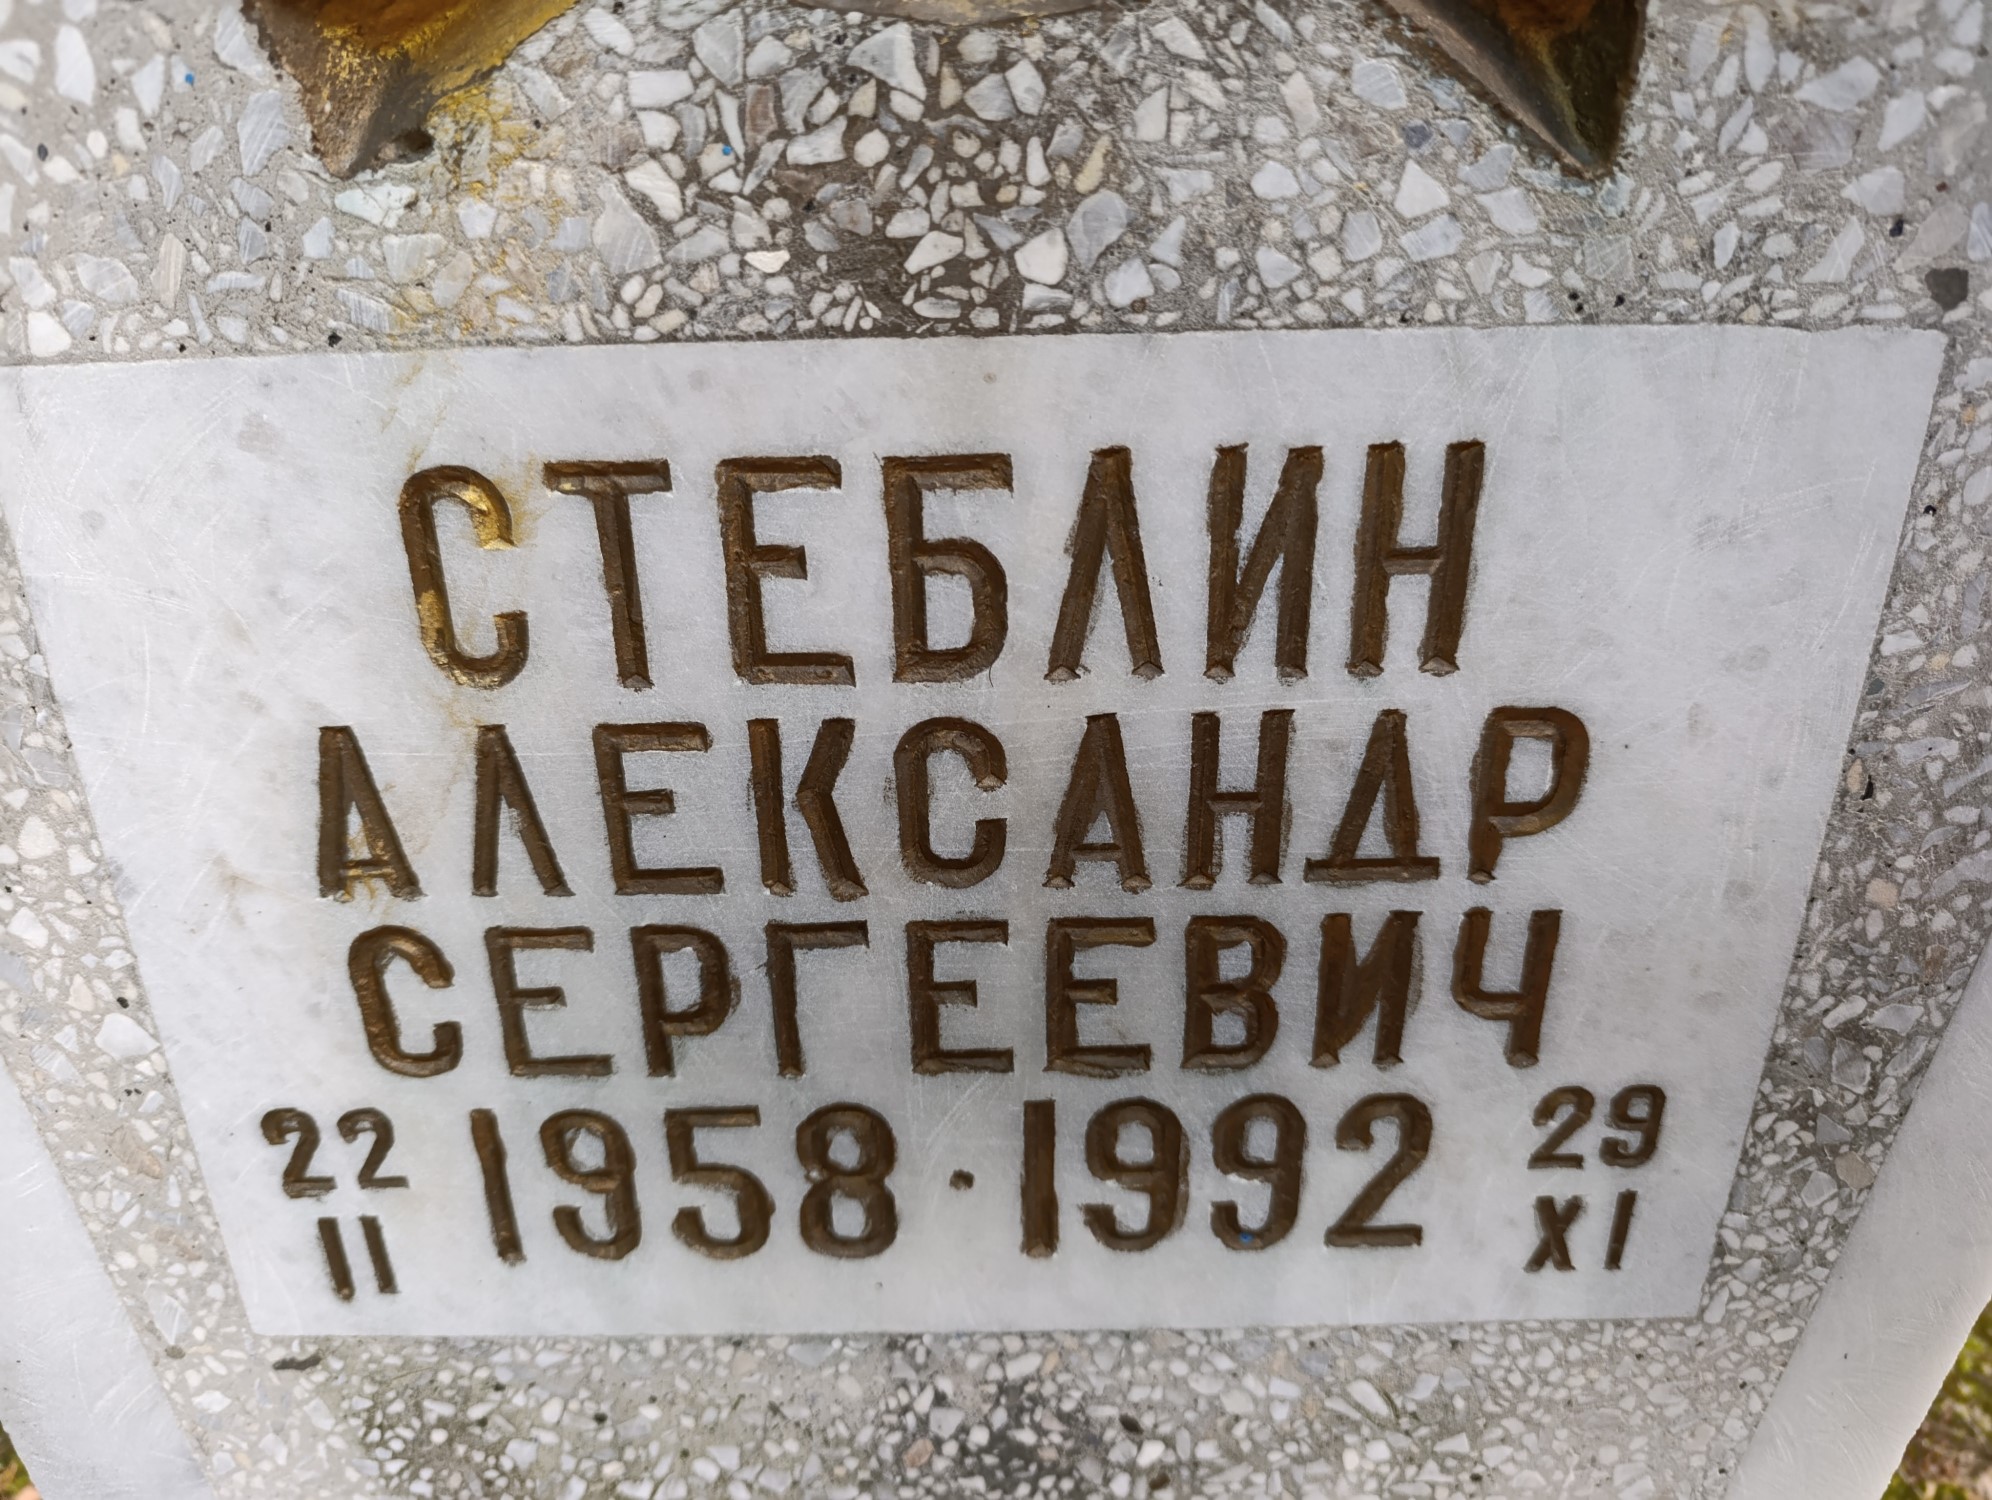 СТЕБЛИН
АЛЕКСАНДР
СЕРГЕЕВИЧ
22 1958 · 1992 29
II XI